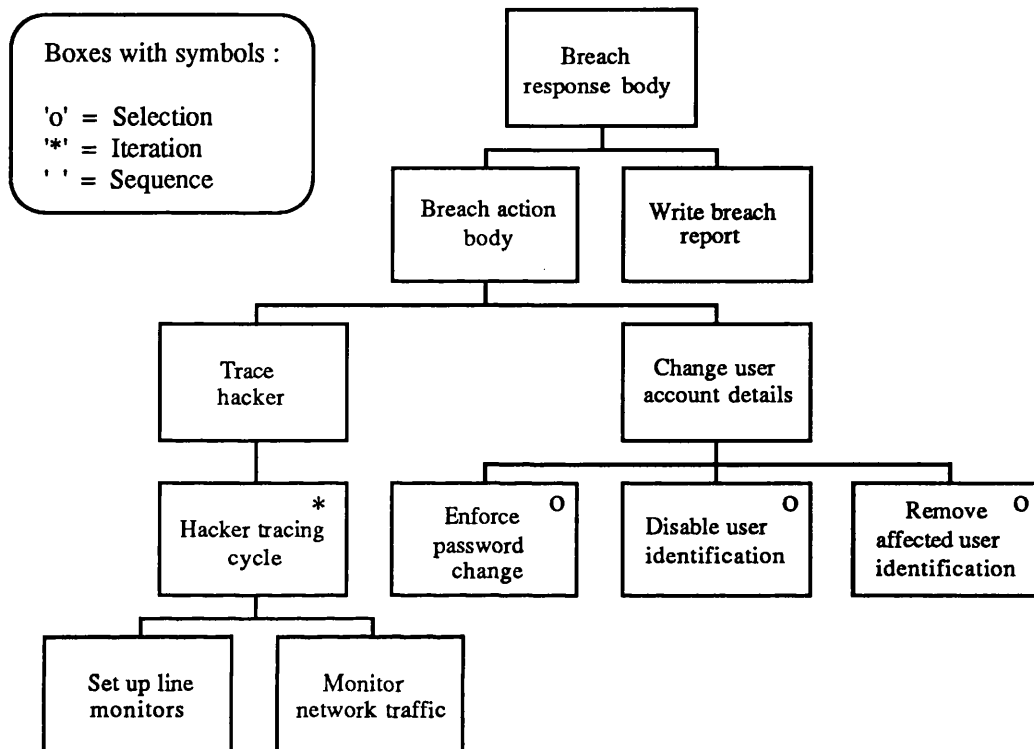 Boxes with symbols :
'o' = Selection
'*' = Iteration
' ' = Sequence
Breach
response body
Breach action
body
Write breach
report
Trace
hacker
Change user
account details
*
Hacker tracing
cycle
o
Enforce
password
change
o
Disable user
identification
o
Remove
affected user
identification
Set up line
monitors
Monitor
network traffic